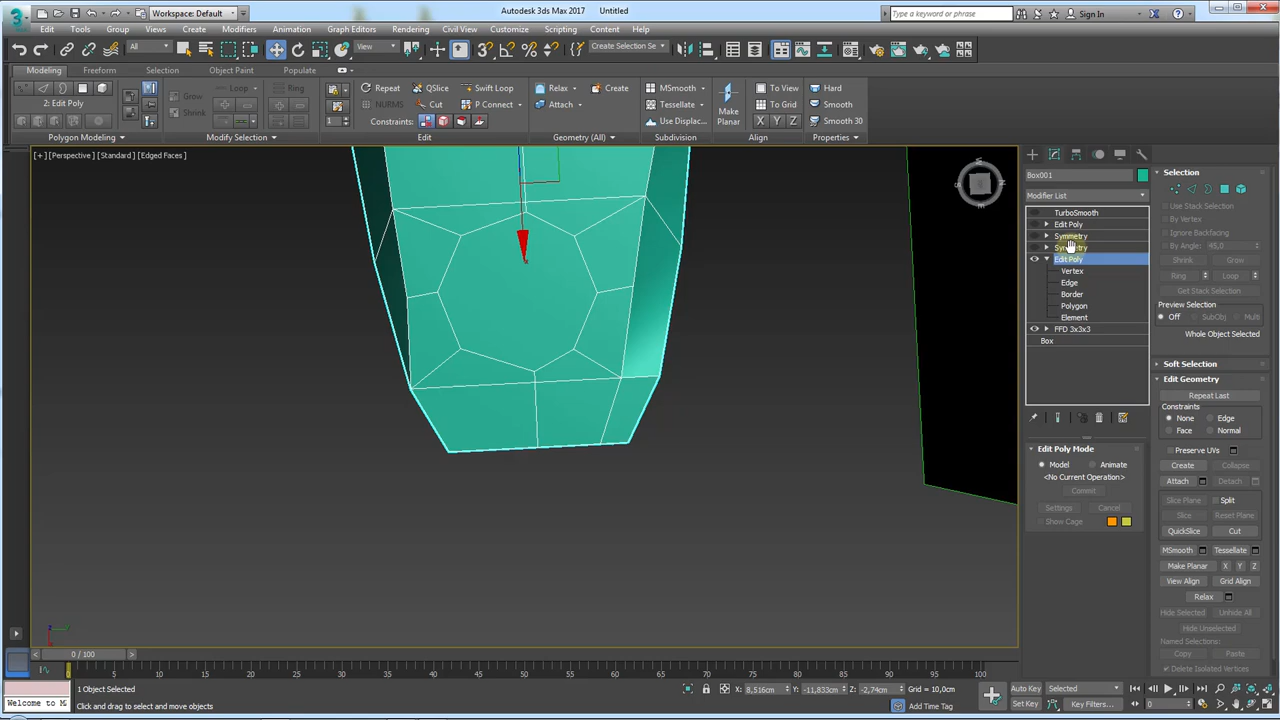 Workspace: Default
Autodesk 3ds Max 2017    Untitled
Type a keyword or phrase
Sign In
Edit Tools Group Views Create Modifiers Animation Graph Editors Rendering Civil View Customize Scripting Content Help
All
View
Create Selection Se
Modeling Freeform Selection Object Paint Populate
2: Edit Poly
Grow
Shrink
Loop
Ring
Repeat QSlice Swift Loop
NURMS Cut P Connect
Constraints:
Relax Create
Attach
MSmooth
Tessellate
Use Displac...
Make
Planar
To View
To Grid
X Y Z
Hard
Smooth
Smooth 30
Polygon Modeling
Modify Selection
Edit
Geometry (All)
Subdivision
Align
Properties
[+] [Perspective] [Standard] [Edged Faces]
Box001
Modifier List
TurboSmooth
Edit Poly
Symmetry
Symmetry
Edit Poly
Vertex
Edge
Border
Polygon
Element
FFD 3x3x3
Box
Edit Poly Mode
Model Animate
<No Current Operation>
Commit
Settings Cancel
Show Cage
Selection
Use Stack Selection
By Vertex
Ignore Backfacing
By Angle: 45,0
Shrink Grow
Ring Loop
Get Stack Selection
Preview Selection
Off SubObj Multi
Whole Object Selected
Soft Selection
Edit Geometry
Repeat Last
Constraints
None Edge
Face Normal
Preserve UVs
Create Collapse
Attach Detach
Slice Plane Split
Slice Reset Plane
QuickSlice Cut
MSmooth Tessellate
Make Planar X Y Z
View Align Grid Align
Relax
Hide Selected Unhide All
Hide Unselected
Named Selections:
Copy Paste
Delete Isolated Vertices
0 / 100
0 5 10 15 20 25 30 35 40 45 50 55 60 65 70 75 80 85 90 95 100
1 Object Selected
X: 8,516cm Y: -11,833cm Z: -2,74cm Grid = 10,0cm
Auto Key Selected
Welcome to M
Click and drag to select and move objects
Add Time Tag
Set Key Key Filters...
0